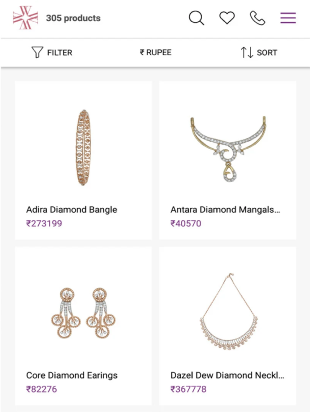 305 products
FILTER
₹ RUPEE
SORT
Adira Diamond Bangle
₹273199
Antara Diamond Mangals...
₹40570
Core Diamond Earings
₹82276
Dazel Dew Diamond Neckl...
₹367778